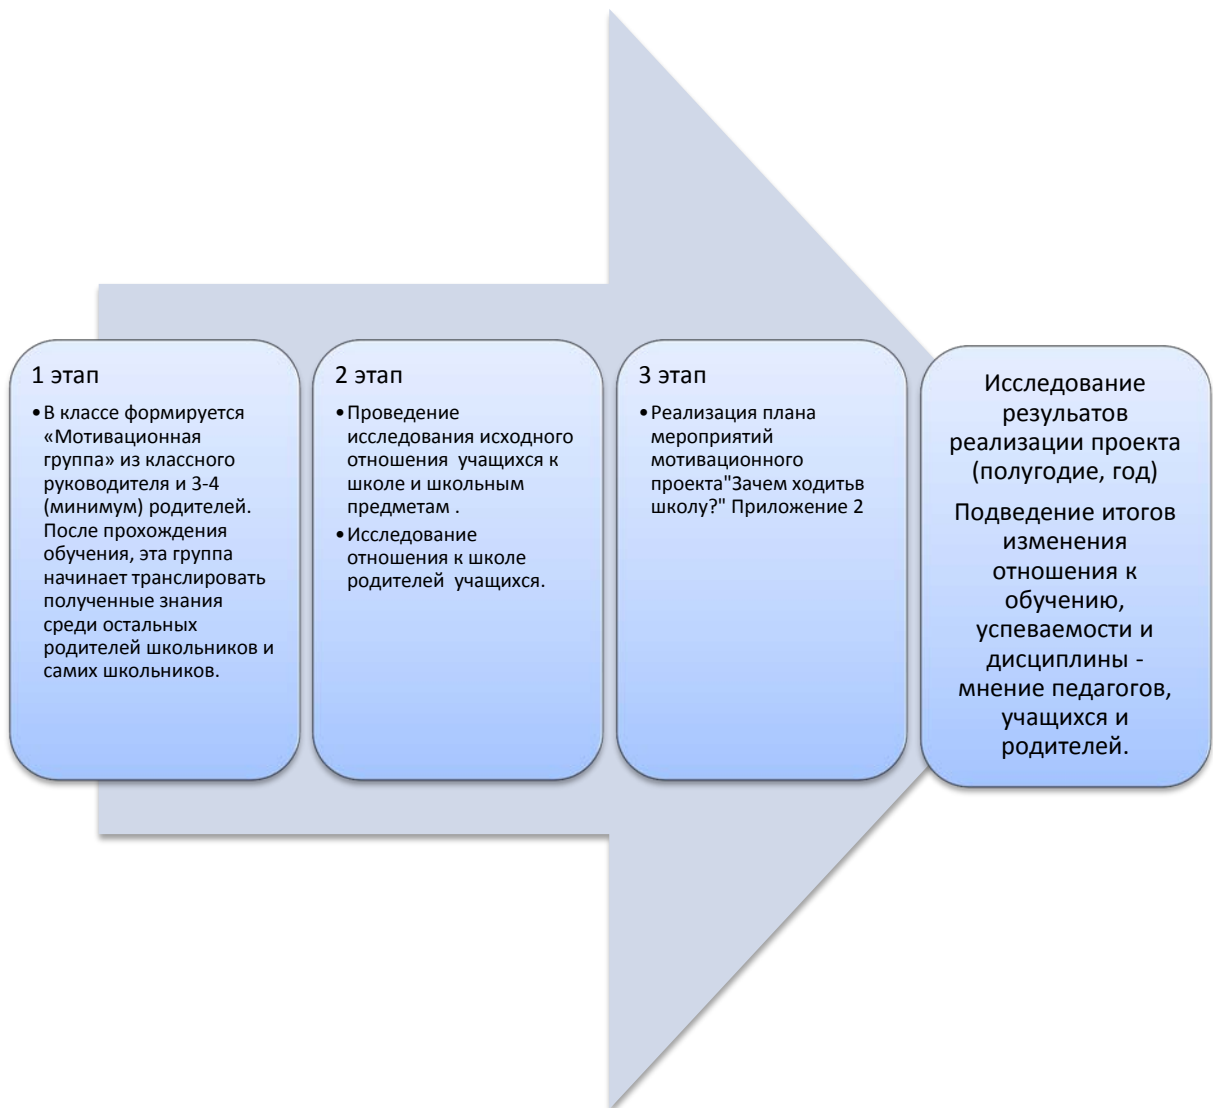 1 этап
•В классе формируется
«Мотивационная
группа» из классного
руководителя и 3-4
(минимум) родителей.
После прохождения
обучения, эта группа
начинает транслировать
полученные знания
среди остальных
родителей школьников и
самих школьников.
2 этап
•Проведение
исследования исходного
отношения учащихся к
школе и школьным
предметам .
•Исследование
отношения к школе
родителей учащихся.
3 этап
•Реализация плана
мероприятий
мотивационного
проекта"Зачем ходитьв
школу?" Приложение 2
Исследование
резульатов
реализации проекта
(полугодие, год)
Подведение итогов
изменения
отношения к
обучению,
успеваемости и
дисциплины -
мнение педагогов,
учащихся и
родителей.